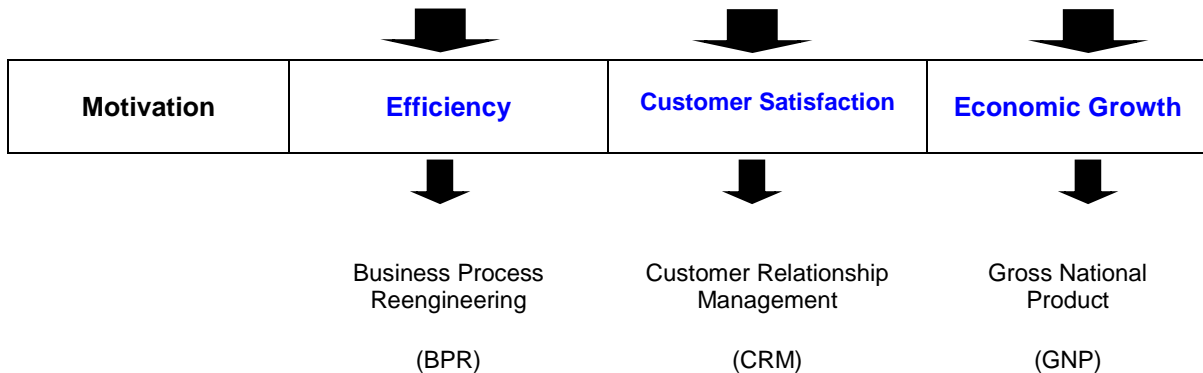 Motivation
Efficiency
Customer Satisfaction
Economic Growth
Business Process
Reengineering
(BPR)
Customer Relationship
Management
(CRM)
Gross National
Product
(GNP)